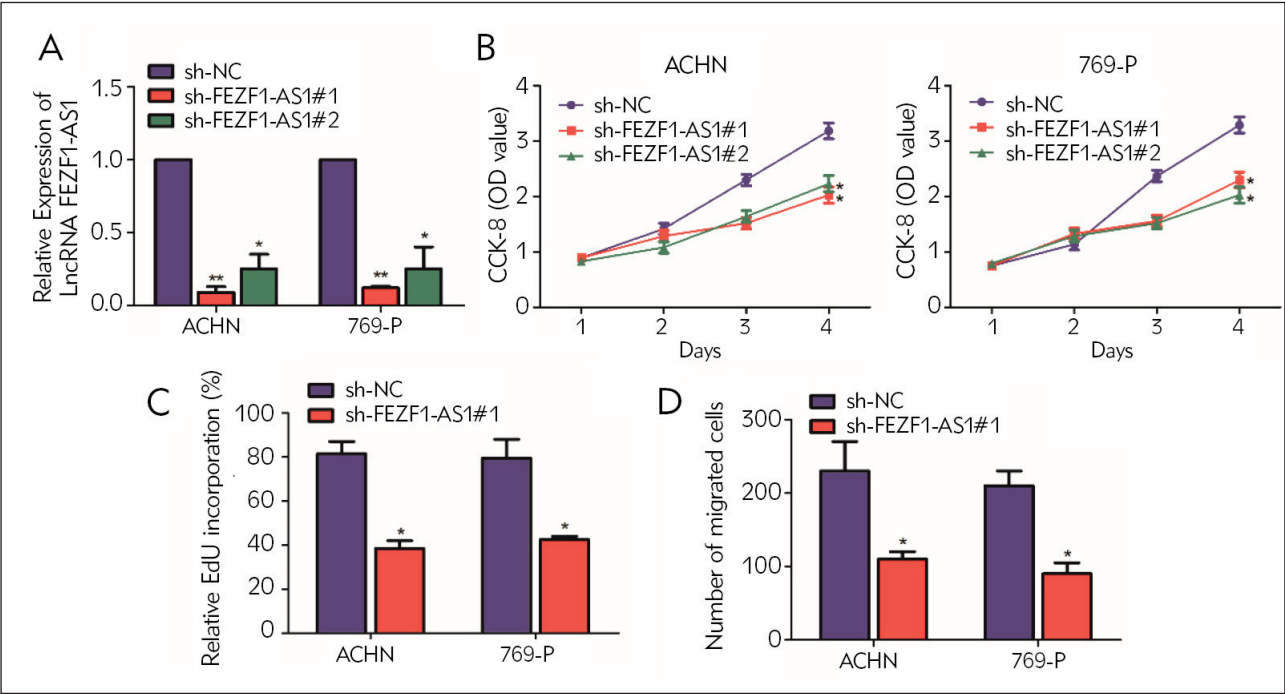 A
sh-NC
sh-FEZF1-AS1#1
sh-FEZF1-AS1#2
Relative Expression of
LncRNA FEZF1-AS1
1.5
1.0
0.5
0.0
** * ** *
ACHN 769-P
B
ACHN
sh-NC
sh-FEZF1-AS1#1
sh-FEZF1-AS1#2
CCK-8 (OD value)
4
3
2
1
0
*
*
1 2 3 4
Days
769-P
sh-NC
sh-FEZF1-AS1#1
sh-FEZF1-AS1#2
CCK-8 (OD value)
4
3
2
1
0
*
*
1 2 3 4
Days
C
sh-NC
sh-FEZF1-AS1#1
Relative EdU incorporation (%)
100
80
60
40
20
0
* *
ACHN 769-P
D
sh-NC
sh-FEZF1-AS1#1
Number of migrated cells
300
200
100
0
* *
ACHN 769-P